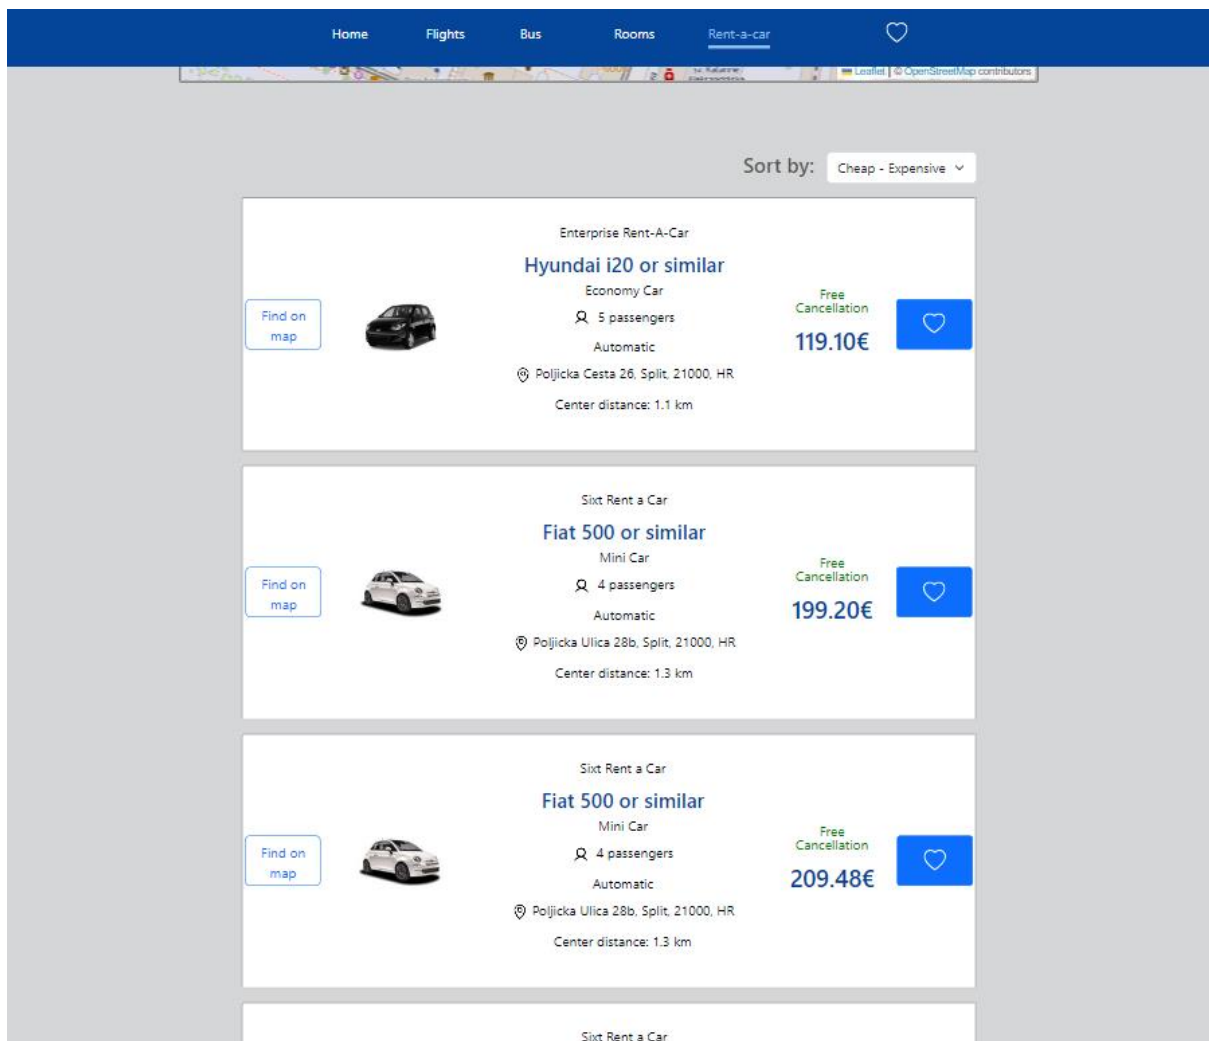 Home Flights Bus Rooms Rent-a-car
Leaflet | © OpenStreetMap contributors
Sort by: Cheap - Expensive
Enterprise Rent-A-Car
Hyundai i20 or similar
Economy Car
5 passengers
Automatic
Poljicka Cesta 26, Split, 21000, HR
Center distance: 1.1 km
Find on
map
Free
Cancellation
119.10€
Sixt Rent a Car
Fiat 500 or similar
Mini Car
4 passengers
Automatic
Poljicka Ulica 28b, Split, 21000, HR
Center distance: 1.3 km
Find on
map
Free
Cancellation
199.20€
Sixt Rent a Car
Fiat 500 or similar
Mini Car
4 passengers
Automatic
Poljicka Ulica 28b, Split, 21000, HR
Center distance: 1.3 km
Find on
map
Free
Cancellation
209.48€
Sixt Rent a Car